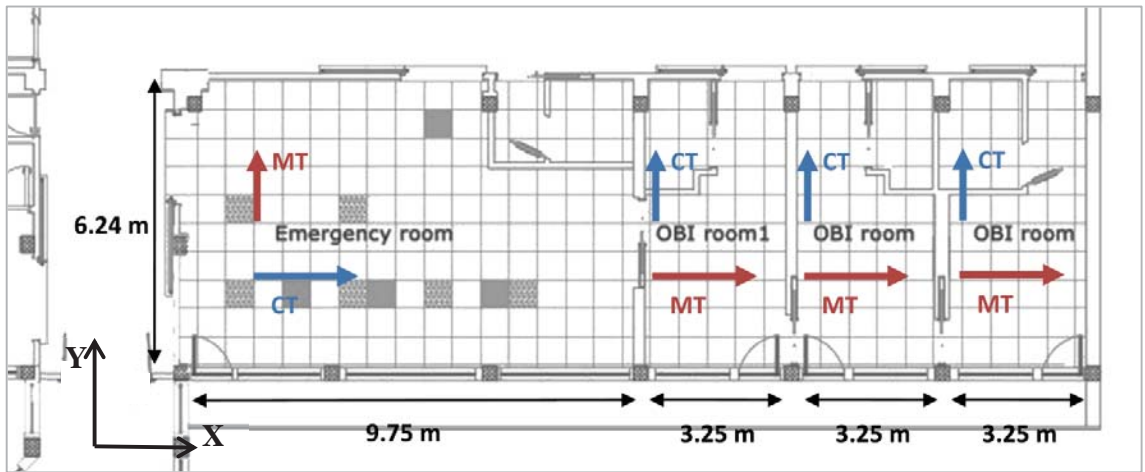 MT
CT
CT
CT
6.24 m
Emergency room
OBI room1
OBI room
OBI room
CT
MT
MT
MT
Y
X
9.75 m
3.25 m
3.25 m
3.25 m